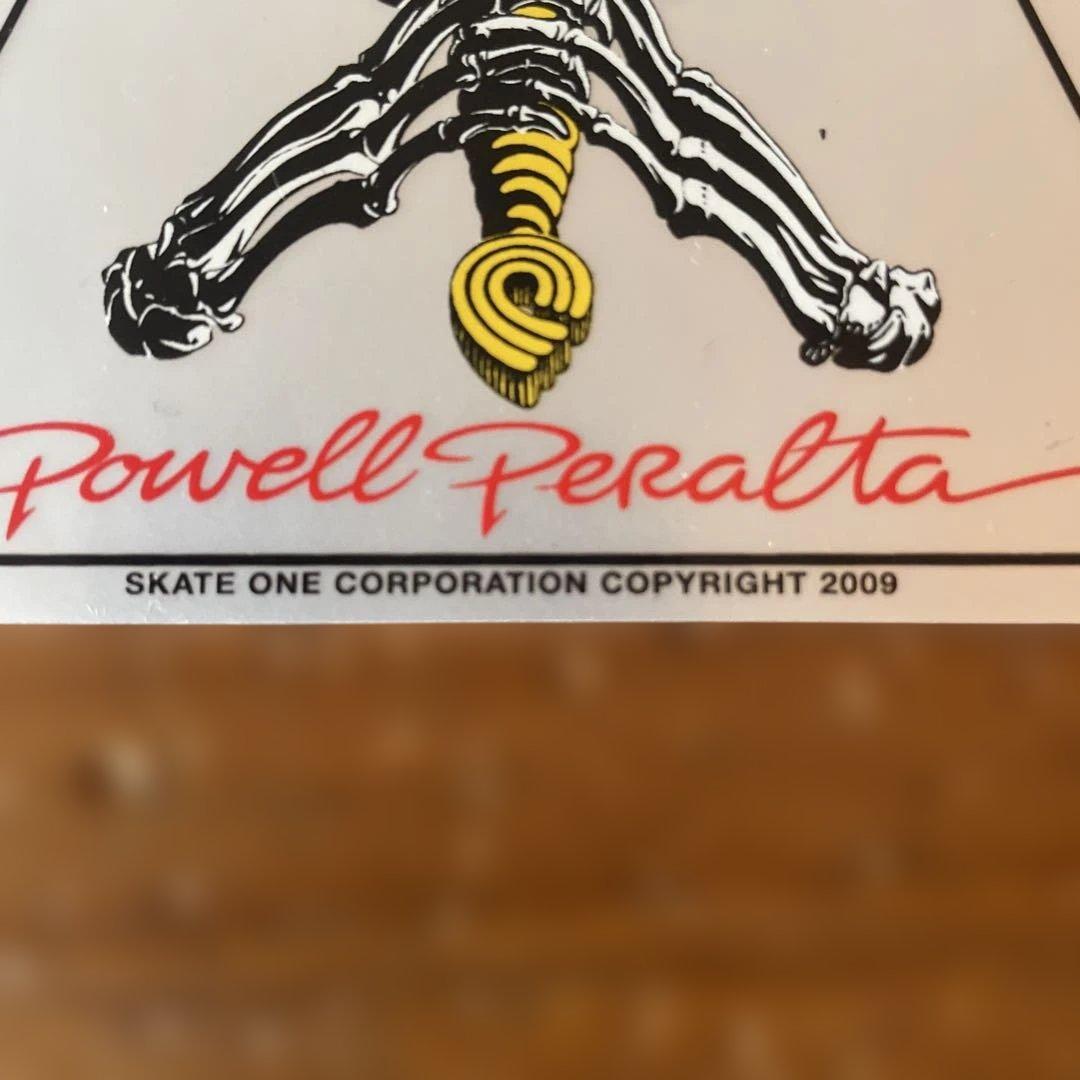 Powell Peralta
SKATE ONE CORPORATION COPYRIGHT 2009